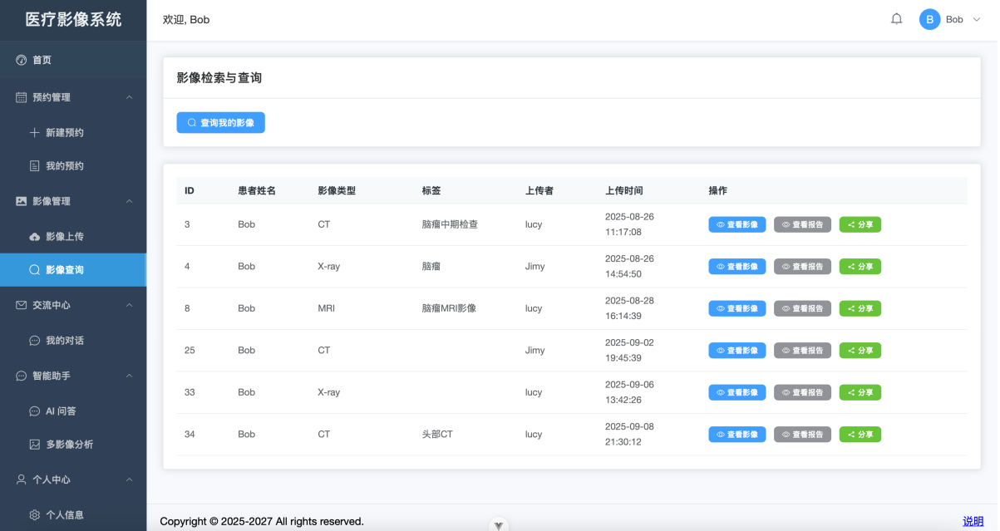 医疗影像系统
欢迎, Bob
B Bob
首页
预约管理
新建预约
我的预约
影像管理
影像上传
影像查询
交流中心
我的对话
智能助手
AI 问答
多影像分析
个人中心
个人信息
影像检索与查询
查询我的影像
ID 患者姓名 影像类型 标签 上传者 上传时间 操作
3 Bob CT 脑瘤中期检查 lucy 2025-08-26 11:17:08 查看影像 查看报告 分享
4 Bob X-ray 脑瘤 Jimy 2025-08-26 14:54:50 查看影像 查看报告 分享
8 Bob MRI 脑瘤MRI影像 lucy 2025-08-28 16:14:39 查看影像 查看报告 分享
25 Bob CT Jimy 2025-09-02 19:45:39 查看影像 查看报告 分享
33 Bob X-ray lucy 2025-09-06 13:42:26 查看影像 查看报告 分享
34 Bob CT 头部CT lucy 2025-09-08 21:30:12 查看影像 查看报告 分享
Copyright © 2025-2027 All rights reserved.
说明